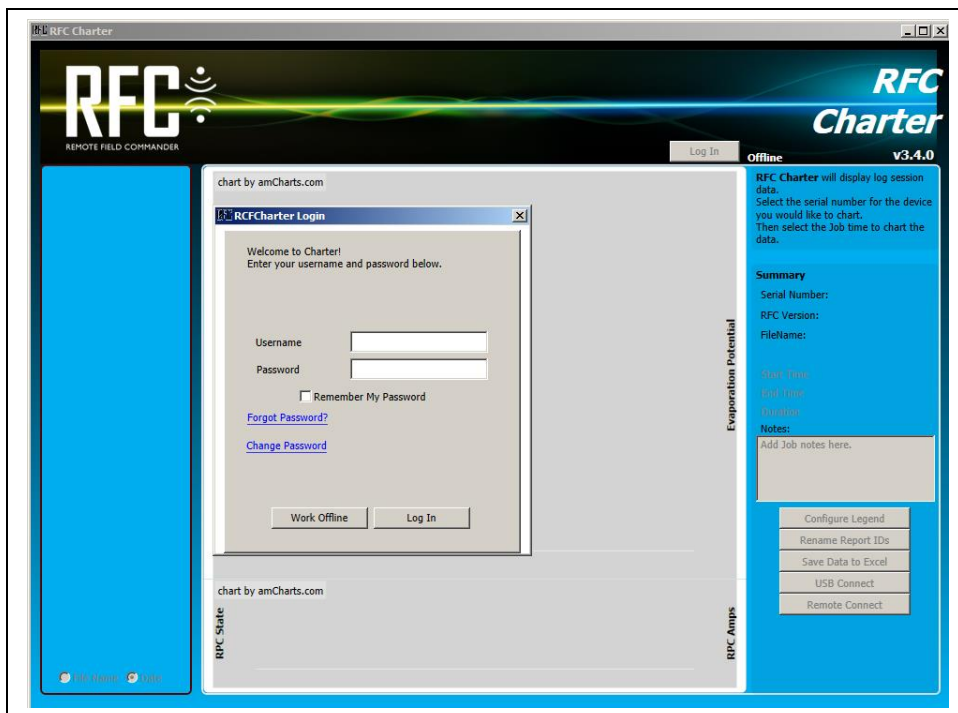 RFC RFC Charter
RFC
REMOTE FIELD COMMANDER
RFC
Charter
Log In
Offline
v3.4.0
chart by amCharts.com
RCFCharter Login
Welcome to Charter!
Enter your username and password below.
Username
Password
Remember My Password
Forgot Password?
Change Password
Work Offline
Log In
Evaporation Potential
chart by amCharts.com
RPC State
RPC Amps
File Name
Date
RFC Charter will display log session
data.
Select the serial number for the device
you would like to chart.
Then select the Job time to chart the
data.
Summary
Serial Number:
RFC Version:
FileName:
Start Time:
End Time:
Duration:
Notes:
Add Job notes here.
Configure Legend
Rename Report IDs
Save Data to Excel
USB Connect
Remote Connect